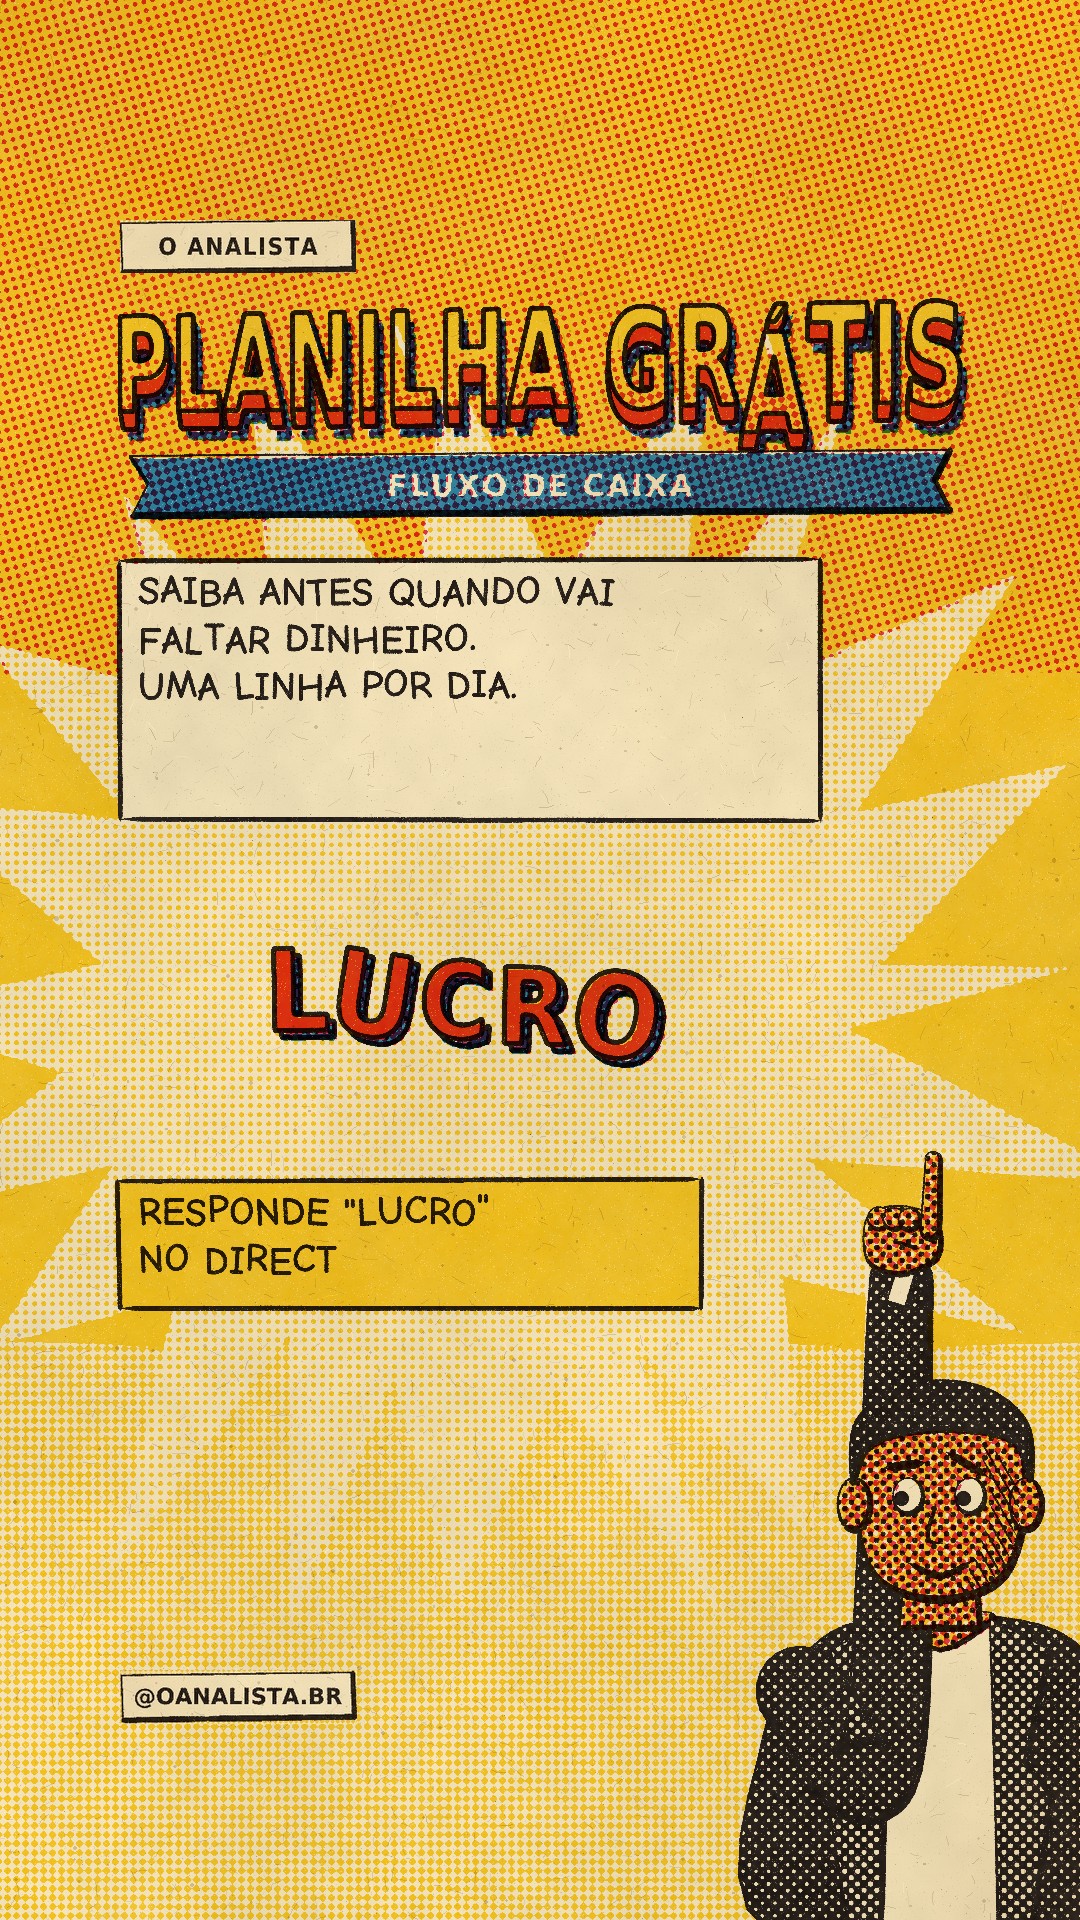 O ANALISTA
PLANILHA GRÁTIS
FLUXO DE CAIXA
SAIBA ANTES QUANDO VAI
FALTAR DINHEIRO.
UMA LINHA POR DIA.
LUCRO
RESPONDE "LUCRO"
NO DIRECT
@OANALISTA.BR